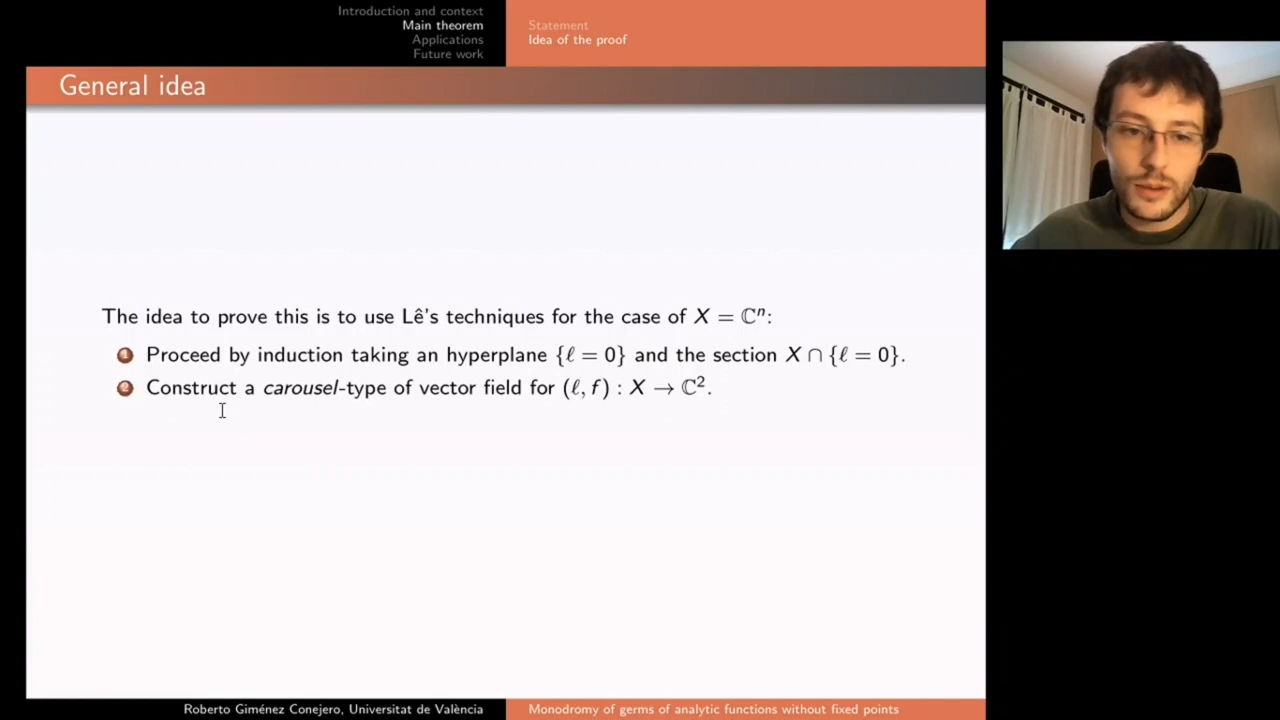 Introduction and context
Main theorem
Applications
Future work
Statement
Idea of the proof
General idea
The idea to prove this is to use Lê's techniques for the case of X = ℂⁿ:
1 Proceed by induction taking an hyperplane {ℓ = 0} and the section X ∩ {ℓ = 0}.
2 Construct a carousel-type of vector field for (ℓ, f) : X → ℂ².
Roberto Giménez Conejero, Universitat de València
Monodromy of germs of analytic functions without fixed points